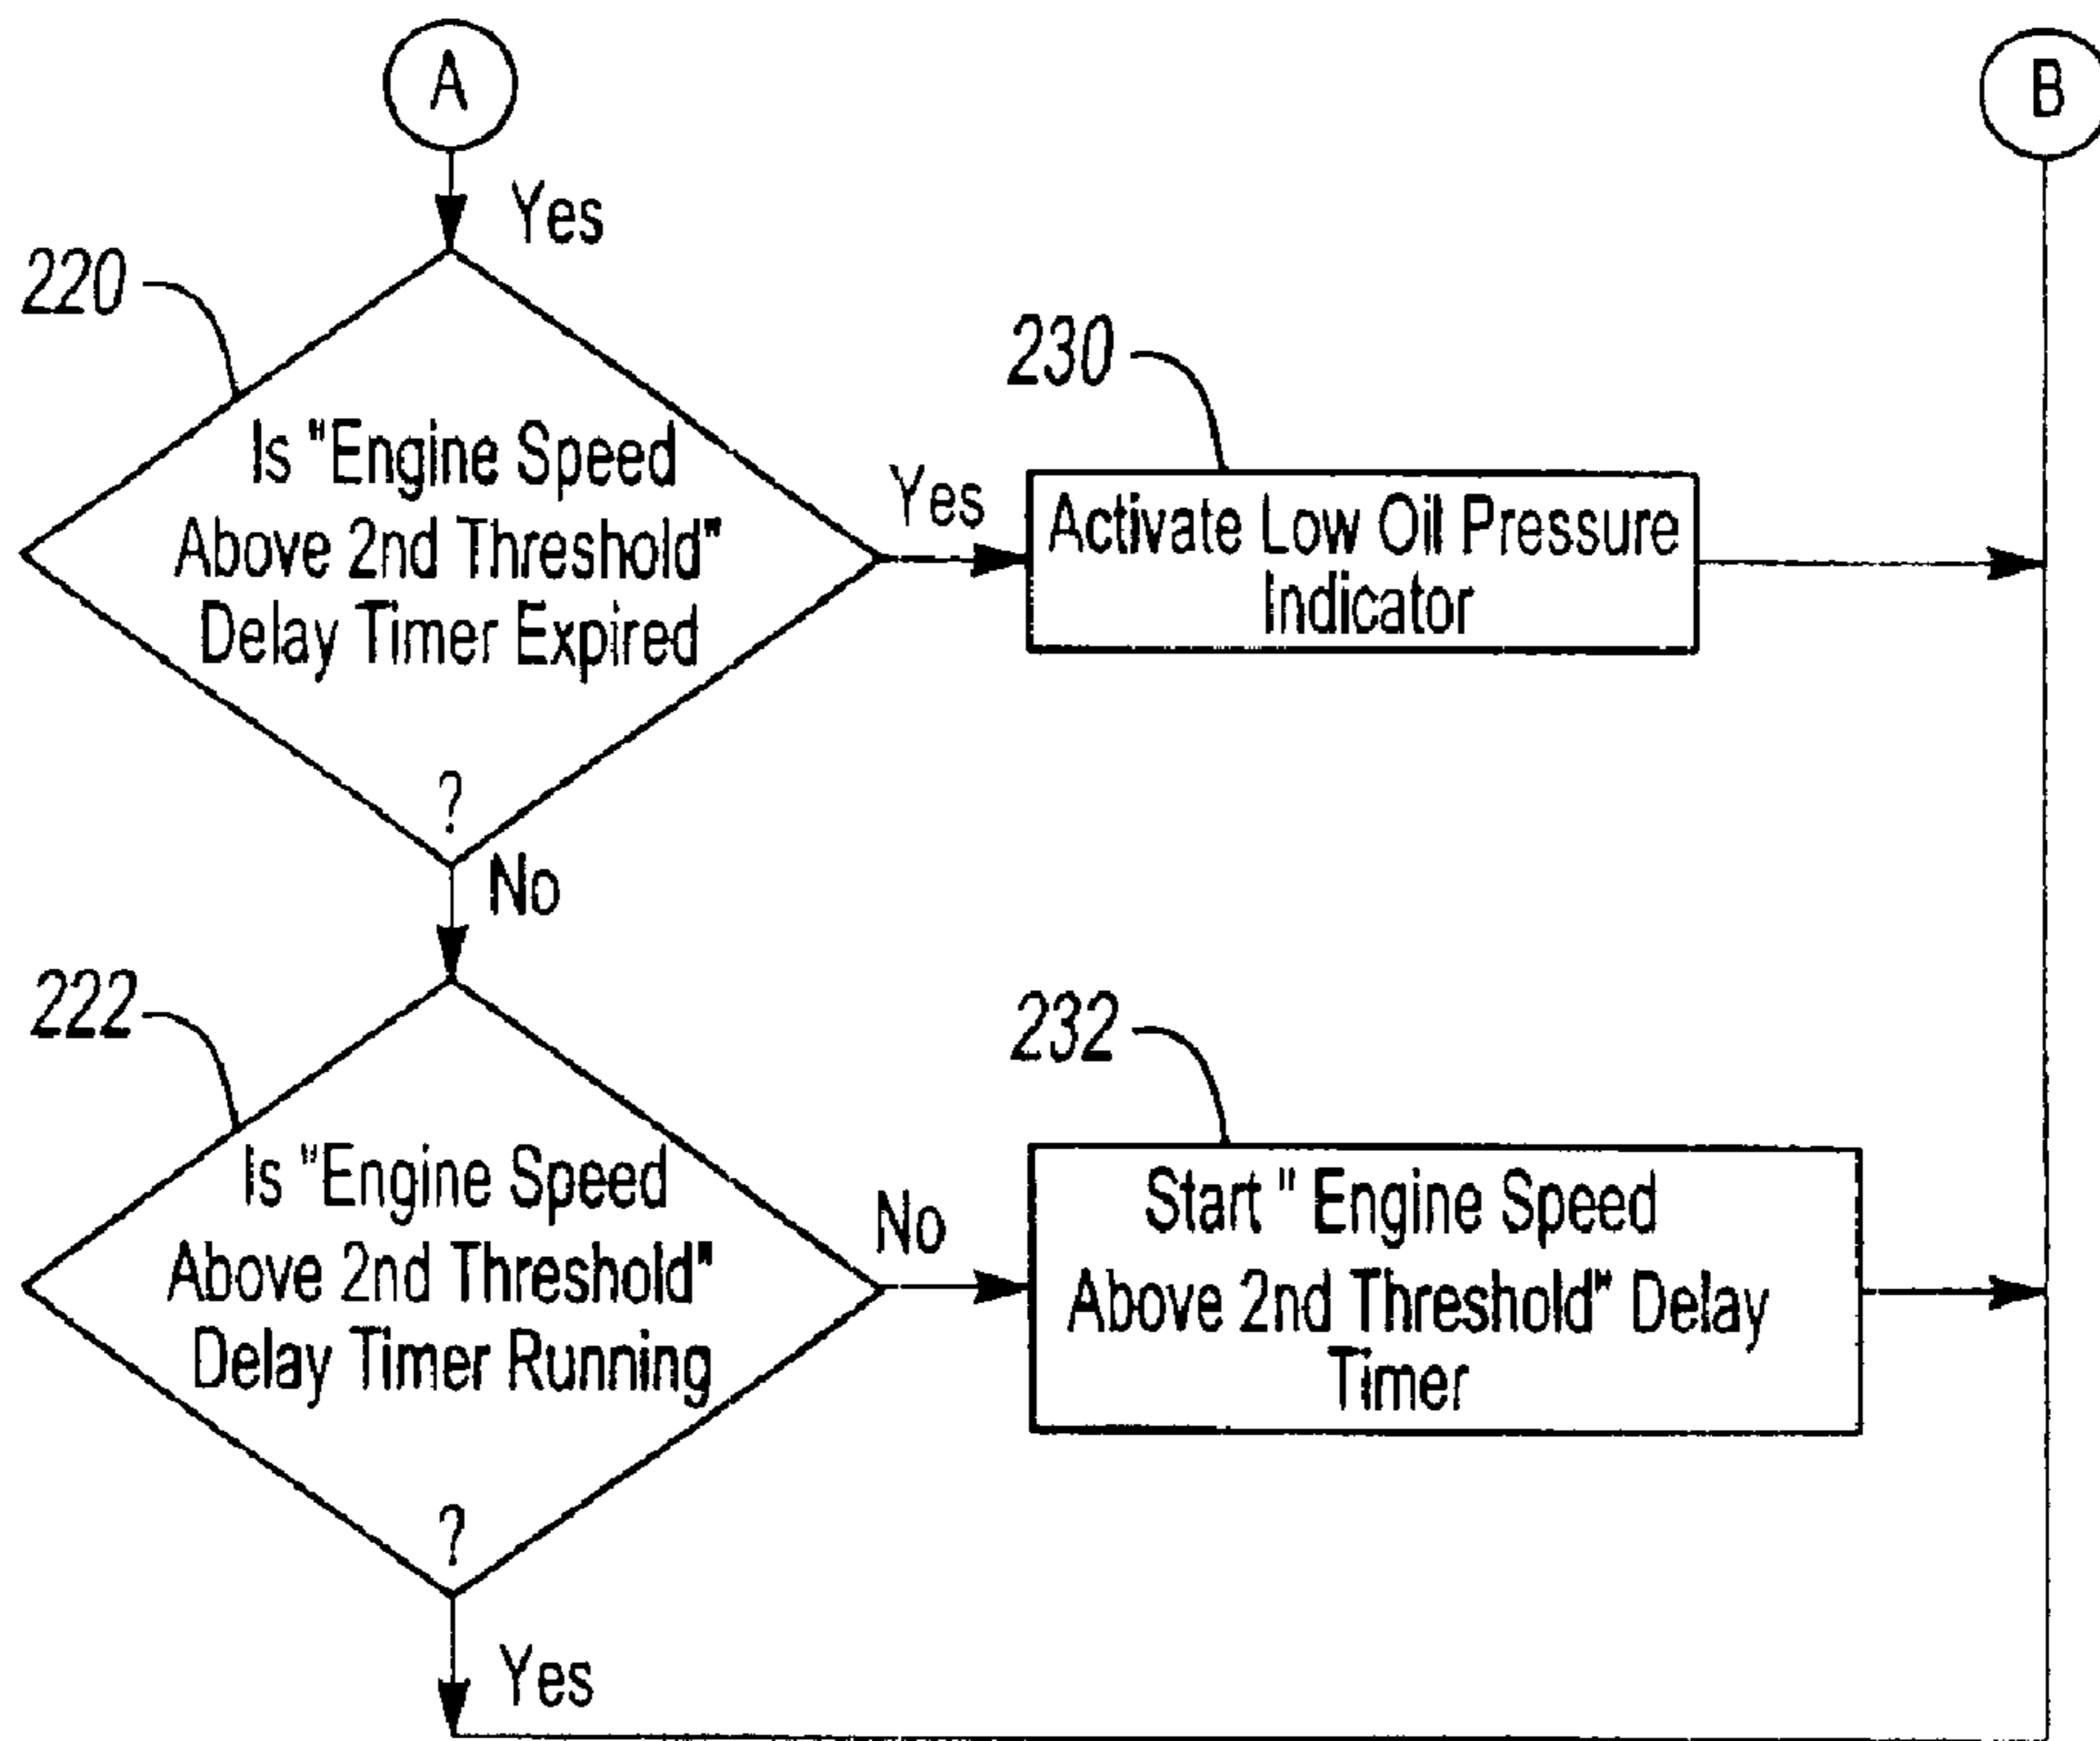 A
B
Yes
220
Is "Engine Speed
Above 2nd Threshold"
Delay Timer Expired
?
Yes
230
Activate Low Oil Pressure
Indicator
No
222
Is "Engine Speed
Above 2nd Threshold"
Delay Timer Running
?
No
232
Start " Engine Speed
Above 2nd Threshold" Delay
Timer
Yes